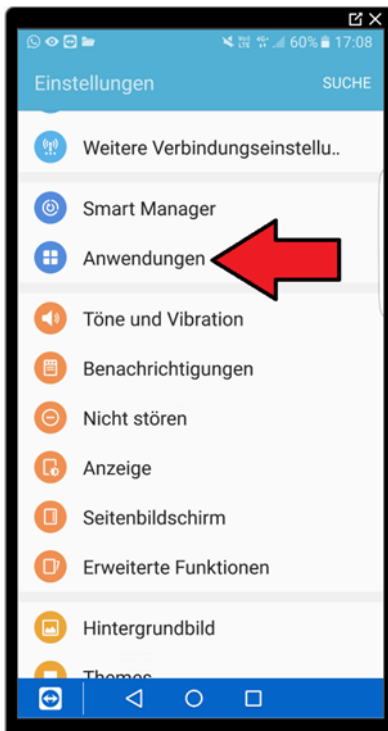 60% 17:08
Einstellungen SUCHE
Weitere Verbindungseinstellu..
Smart Manager
Anwendungen
Töne und Vibration
Benachrichtigungen
Nicht stören
Anzeige
Seitenbildschirm
Erweiterte Funktionen
Hintergrundbild
Themes